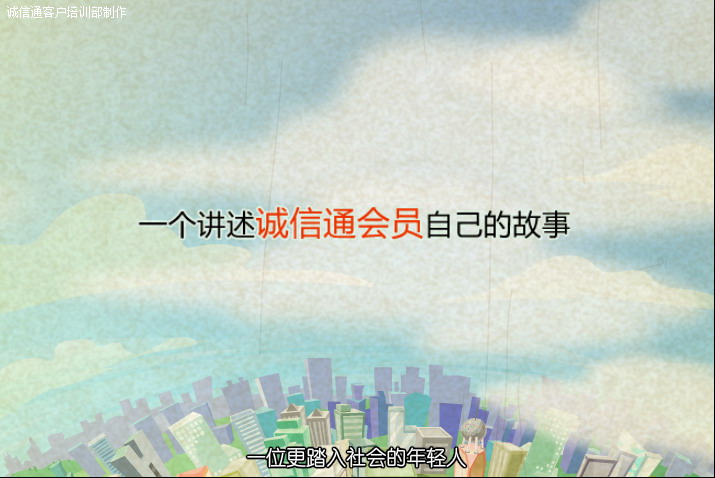 诚信通客户培训部制作
一个讲述诚信通会员自己的故事
一位更踏入社会的年轻人